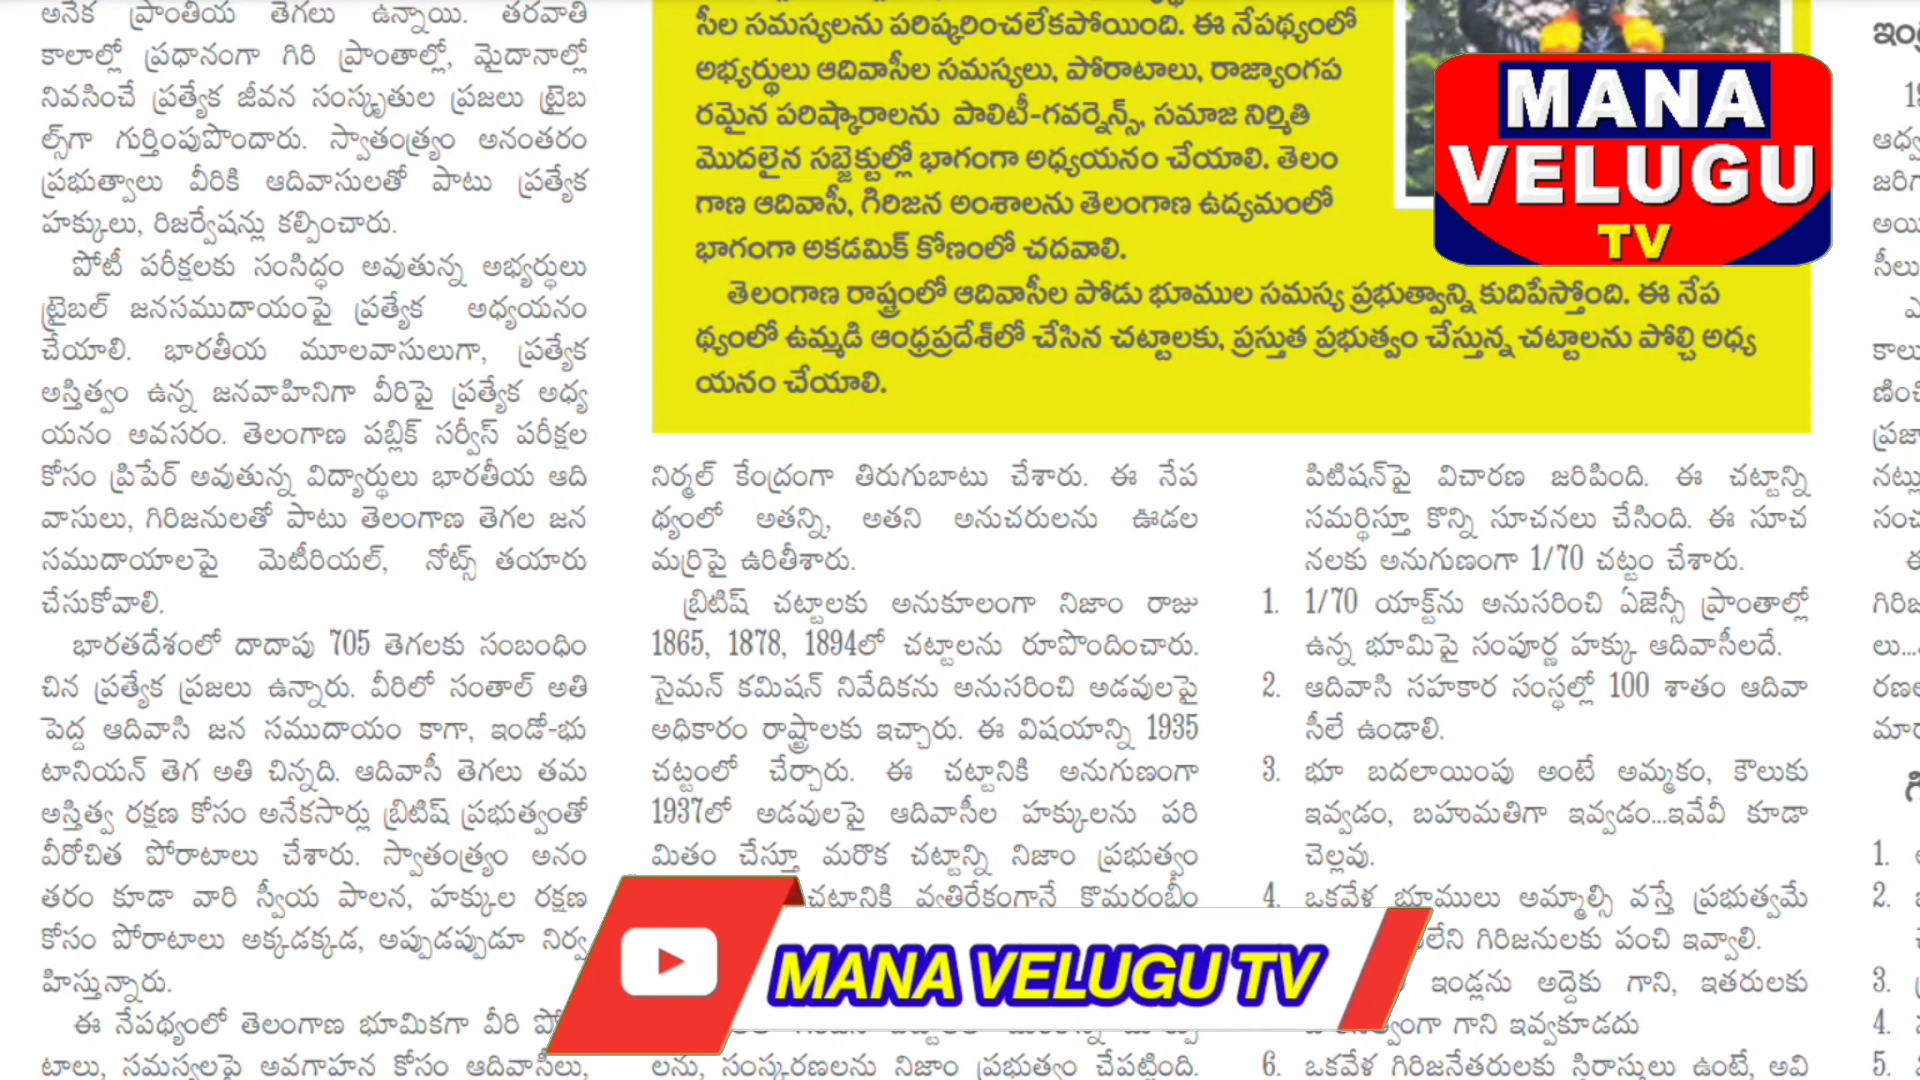 అనేక ప్రాంతీయ తెగలు ఉన్నాయి. తరవాతి
కాలాల్లో ప్రధానంగా గిరి ప్రాంతాల్లో, మైదానాల్లో
నివసించే ప్రత్యేక జీవన సంస్కృతుల ప్రజలు ట్రైబ
ల్స్‌గా గుర్తింపుపొందారు. స్వాతంత్ర్యం అనంతరం
ప్రభుత్వాలు వీరికి ఆదివాసులతో పాటు ప్రత్యేక
హక్కులు, రిజర్వేషన్లు కల్పించారు.
పోటీ పరీక్షలకు సంసిద్ధం అవుతున్న అభ్యర్థులు
ట్రైబల్ జనసముదాయంపై ప్రత్యేక అధ్యయనం
చేయాలి. భారతీయ మూలవాసులుగా, ప్రత్యేక
అస్తిత్వం ఉన్న జనవాహినిగా వీరిపై ప్రత్యేక అధ్య
యనం అవసరం. తెలంగాణ పబ్లిక్ సర్వీస్ పరీక్షల
కోసం ప్రిపేర్ అవుతున్న విద్యార్థులు భారతీయ ఆది
వాసులు, గిరిజనులతో పాటు తెలంగాణ తెగల జన
సముదాయాలపై మెటీరియల్, నోట్స్ తయారు
చేసుకోవాలి.
భారతదేశంలో దాదాపు 705 తెగలకు సంబంధిం
చిన ప్రత్యేక ప్రజలు ఉన్నారు. వీరిలో సంతాల్ అతి
పెద్ద ఆదివాసి జన సముదాయం కాగా, ఇండో-భు
టానియన్ తెగ అతి చిన్నది. ఆదివాసీ తెగలు తమ
అస్తిత్వ రక్షణ కోసం అనేకసార్లు బ్రిటిష్ ప్రభుత్వంతో
వీరోచిత పోరాటాలు చేశారు. స్వాతంత్ర్యం అనం
తరం కూడా వారి స్వీయ పాలన, హక్కుల రక్షణ
కోసం పోరాటాలు అక్కడక్కడ, అప్పుడప్పుడూ నిర్వ
హిస్తున్నారు.
ఈ నేపథ్యంలో తెలంగాణ భూమికగా వీరి
టాలు, సమస్యలపై అవగాహన కోసం ఆదివాసీలు,
సీల సమస్యలను పరిష్కరించలేకపోయింది. ఈ నేపథ్యంలో
అభ్యర్థులు ఆదివాసీల సమస్యలు, పోరాటాలు, రాజ్యాంగప
రమైన పరిష్కారాలను పాలిటీ-గవర్నెన్స్, సమాజ నిర్మితి
మొదలైన సబ్జెక్టుల్లో భాగంగా అధ్యయనం చేయాలి. తెలం
గాణ ఆదివాసీ, గిరిజన అంశాలను తెలంగాణ ఉద్యమంలో
భాగంగా అకడమిక్ కోణంలో చదవాలి.
తెలంగాణ రాష్ట్రంలో ఆదివాసీల పోడు భూముల సమస్య ప్రభుత్వాన్ని కుదిపేస్తోంది. ఈ నేప
థ్యంలో ఉమ్మడి ఆంధ్రప్రదేశ్‌లో చేసిన చట్టాలకు, ప్రస్తుత ప్రభుత్వం చేస్తున్న చట్టాలను పోల్చి అధ్య
యనం చేయాలి.
MANA
VELUGU
TV
నిర్మల్ కేంద్రంగా తిరుగుబాటు చేశారు. ఈ నేప
థ్యంలో అతన్ని, అతని అనుచరులను ఊడల
మర్రిపై ఉరితీశారు.
బ్రిటిష్ చట్టాలకు అనుకూలంగా నిజాం రాజు
1865, 1878, 1894లో చట్టాలను రూపొందించారు.
సైమన్ కమిషన్ నివేదికను అనుసరించి అడవులపై
అధికారం రాష్ట్రాలకు ఇచ్చారు. ఈ విషయాన్ని 1935
చట్టంలో చేర్చారు. ఈ చట్టానికి అనుగుణంగా
1937లో అడవులపై ఆదివాసీల హక్కులను పరి
మితం చేస్తూ మరొక చట్టాన్ని నిజాం ప్రభుత్వం
చట్టానికి వ్యతిరేకంగానే కొమరంభీం
లను, సంస్కరణలను నిజాం ప్రభుత్వం చేపట్టింది.
పిటిషన్‌పై విచారణ జరిపింది. ఈ చట్టాన్ని
సమర్థిస్తూ కొన్ని సూచనలు చేసింది. ఈ సూచ
నలకు అనుగుణంగా 1/70 చట్టం చేశారు.
1. 1/70 యాక్ట్‌ను అనుసరించి ఏజెన్సీ ప్రాంతాల్లో
ఉన్న భూమిపై సంపూర్ణ హక్కు ఆదివాసీలదే.
2. ఆదివాసి సహకార సంస్థల్లో 100 శాతం ఆదివా
సీలే ఉండాలి.
3. భూ బదలాయింపు అంటే అమ్మకం, కౌలుకు
ఇవ్వడం, బహుమతిగా ఇవ్వడం...ఇవేవీ కూడా
చెల్లవు.
4. ఒకవేళ భూములు అమ్మాల్సి వస్తే ప్రభుత్వమే
గిరిజనులకు పంచి ఇవ్వాలి.
ఇండ్లను అద్దెకు గాని, ఇతరులకు
గాని ఇవ్వకూడదు
6. ఒకవేళ గిరిజనేతరులకు స్థిరాస్తులు ఉంటే, అవి
MANA VELUGU TV
1.
2.
3.
4.
5.